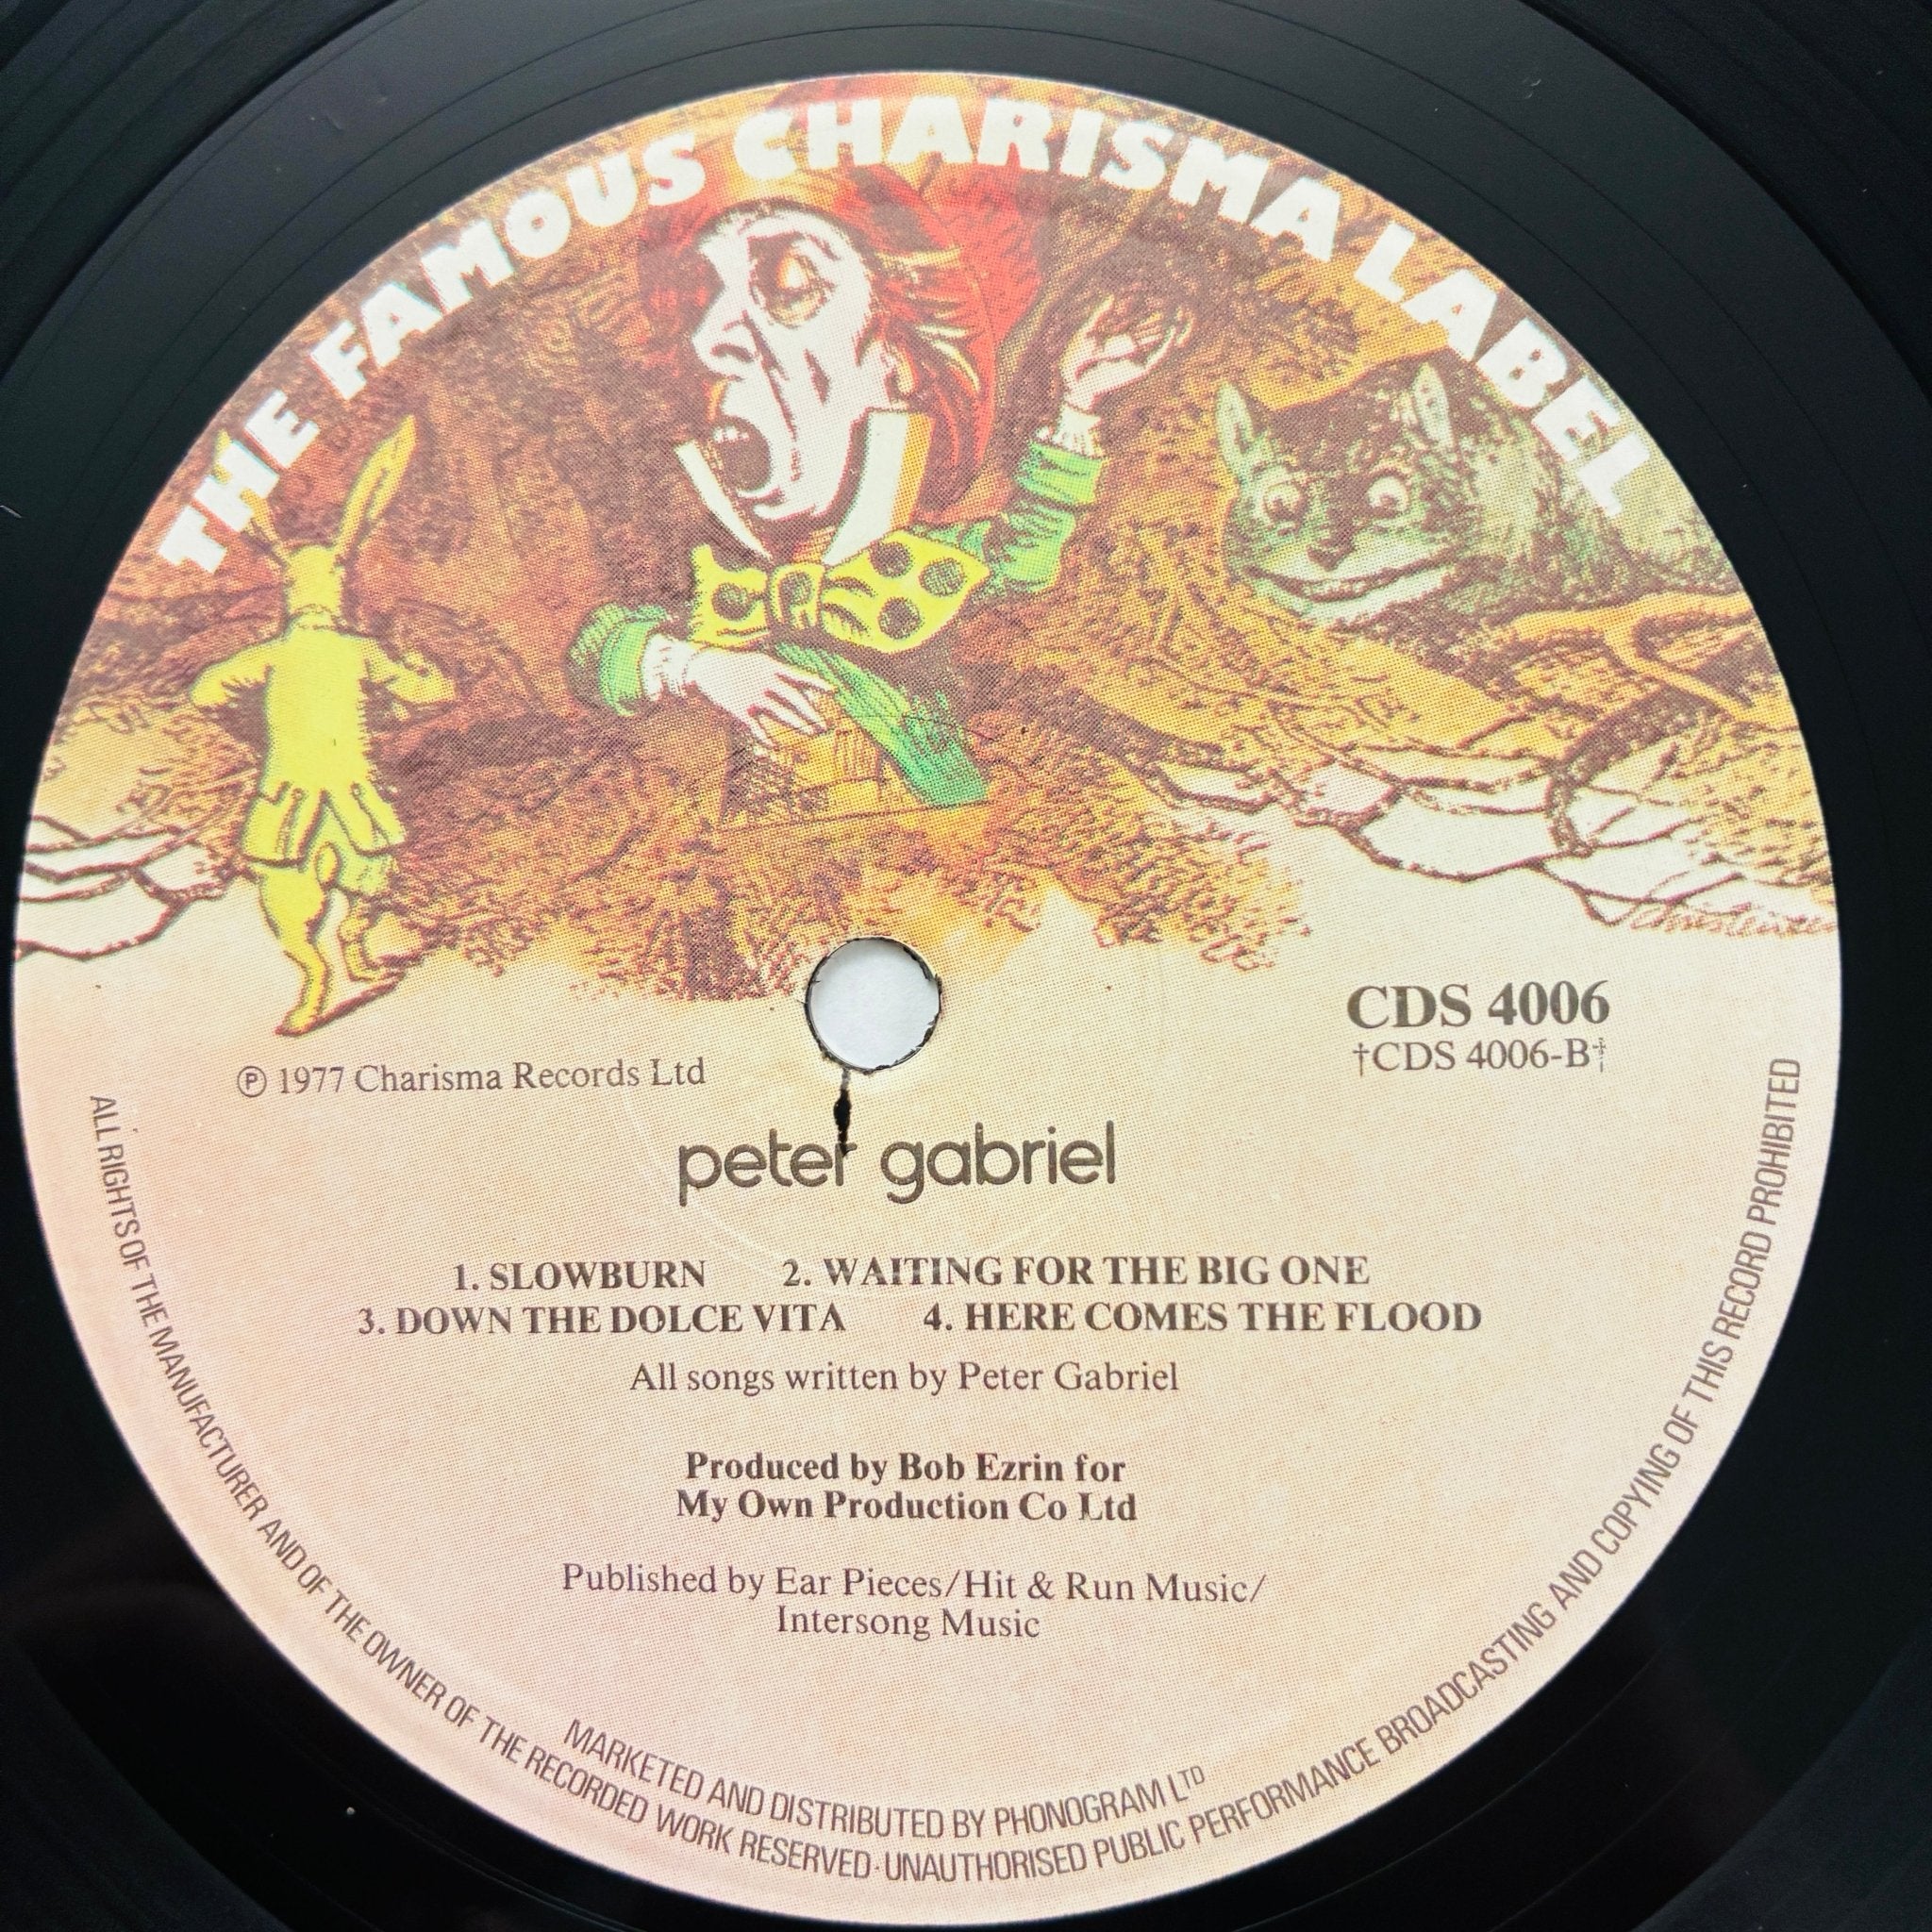 THE FAMOUS CHARISMA LABEL
CDS 4006
†CDS 4006-B†
℗ 1977 Charisma Records Ltd
peter gabriel
1. SLOWBURN 2. WAITING FOR THE BIG ONE
3. DOWN THE DOLCE VITA 4. HERE COMES THE FLOOD
All songs written by Peter Gabriel
Produced by Bob Ezrin for
My Own Production Co Ltd
Published by Ear Pieces/Hit & Run Music/
Intersong Music
MARKETED AND DISTRIBUTED BY PHONOGRAM LTD
ALL RIGHTS OF THE MANUFACTURER AND OF THE OWNER OF THE RECORDED WORK RESERVED · UNAUTHORISED PUBLIC PERFORMANCE BROADCASTING AND COPYING OF THIS RECORD PROHIBITED